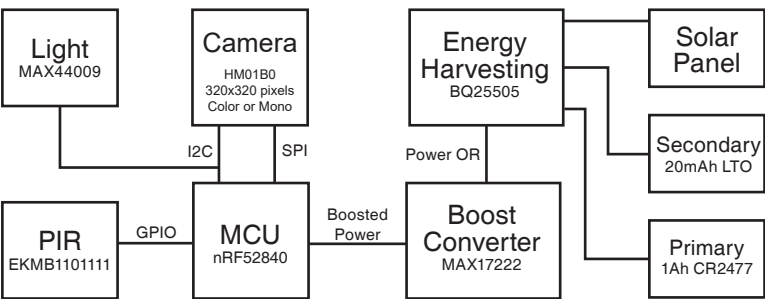 Light
MAX44009
Camera
HM01B0
320x320 pixels
Color or Mono
Energy
Harvesting
BQ25505
Solar
Panel
I2C
SPI
Power OR
Secondary
20mAh LTO
PIR
EKMB1101111
GPIO
MCU
nRF52840
Boosted
Power
Boost
Converter
MAX17222
Primary
1Ah CR2477